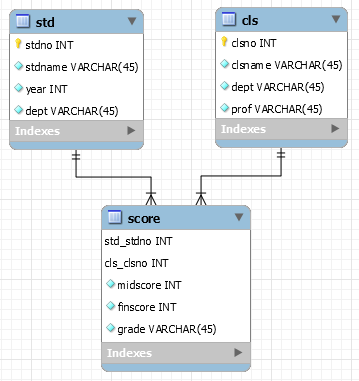 std
stdno INT
stdname VARCHAR(45)
year INT
dept VARCHAR(45)
Indexes
cls
clsno INT
clsname VARCHAR(45)
dept VARCHAR(45)
prof VARCHAR(45)
Indexes
score
std_stdno INT
cls_clsno INT
midscore INT
finscore INT
grade VARCHAR(45)
Indexes